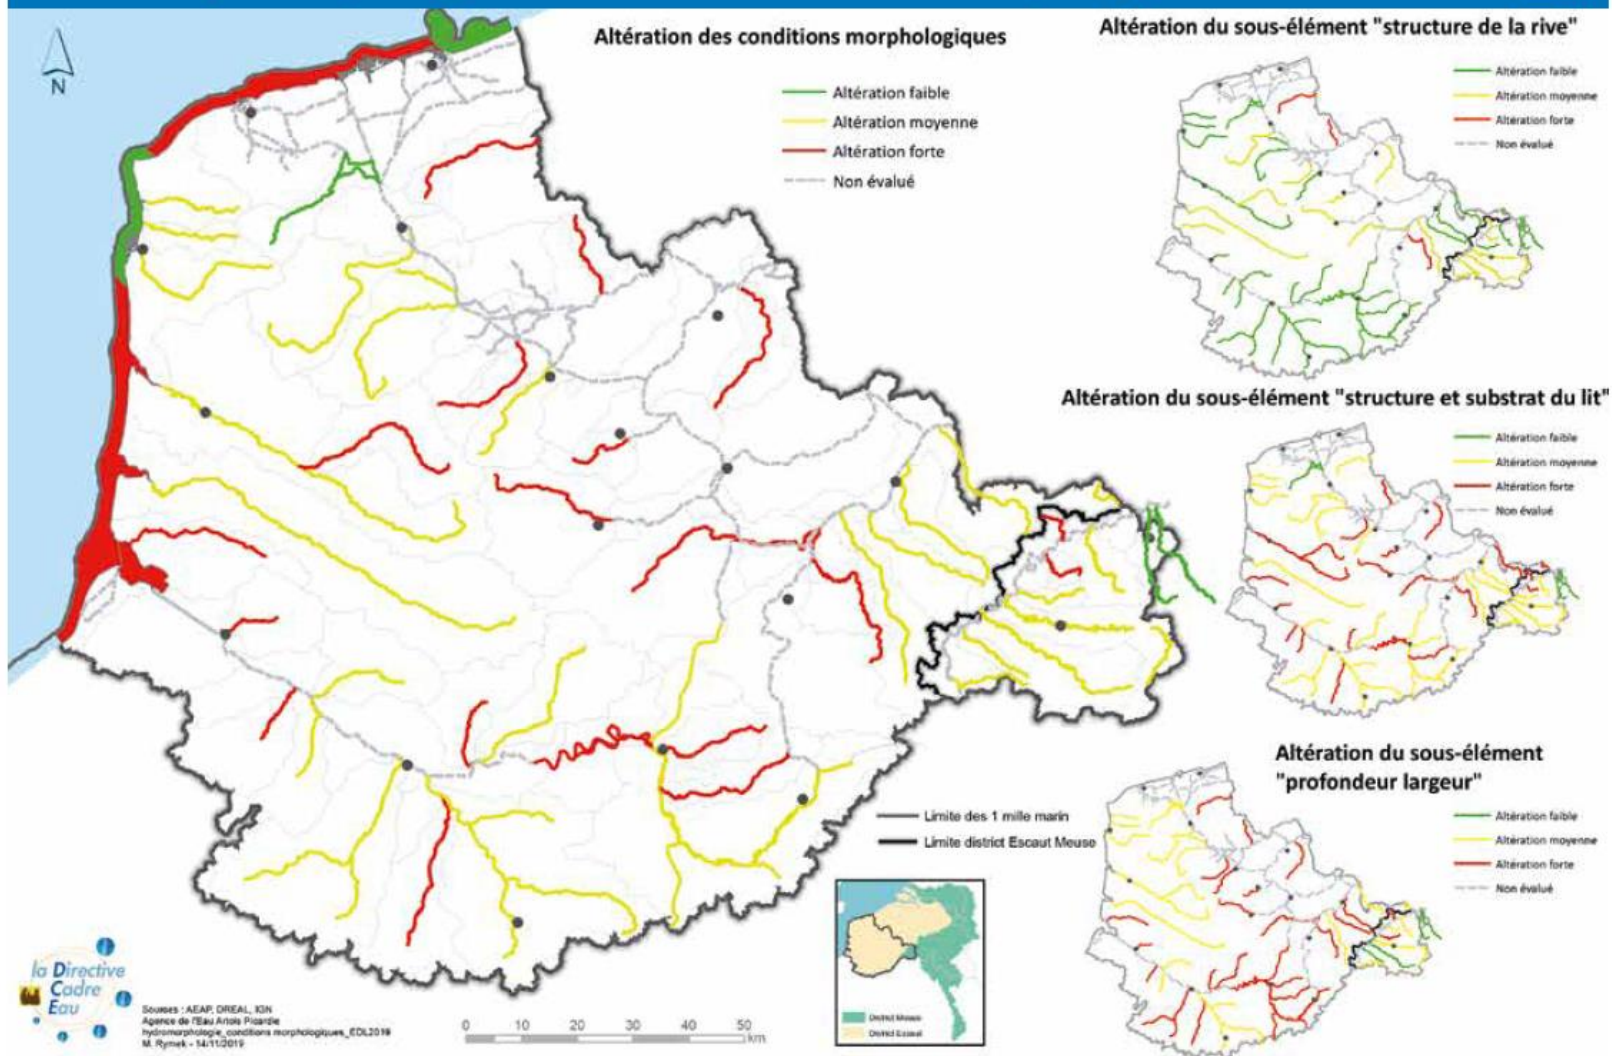 Altération des conditions morphologiques
N
Altération faible
Altération moyenne
Altération forte
Non évalué
Altération du sous-élément "structure de la rive"
Altération faible
Altération moyenne
Altération forte
Non évalué
Altération du sous-élément "structure et substrat du lit"
Altération faible
Altération moyenne
Altération forte
Non évalué
Altération du sous-élément
"profondeur largeur"
Altération faible
Altération moyenne
Altération forte
Non évalué
Limite des 1 mille marin
Limite district Escaut Meuse
District Meuse
District Escaut
la Directive
Cadre
Eau
Sources : AEAP, DREAL, IGN
Agence de l'Eau Artois Picardie
hydromorphologie_conditions morphologiques_EDL2019
M. Rymek - 14/11/2019
0 10 20 30 40 50
km